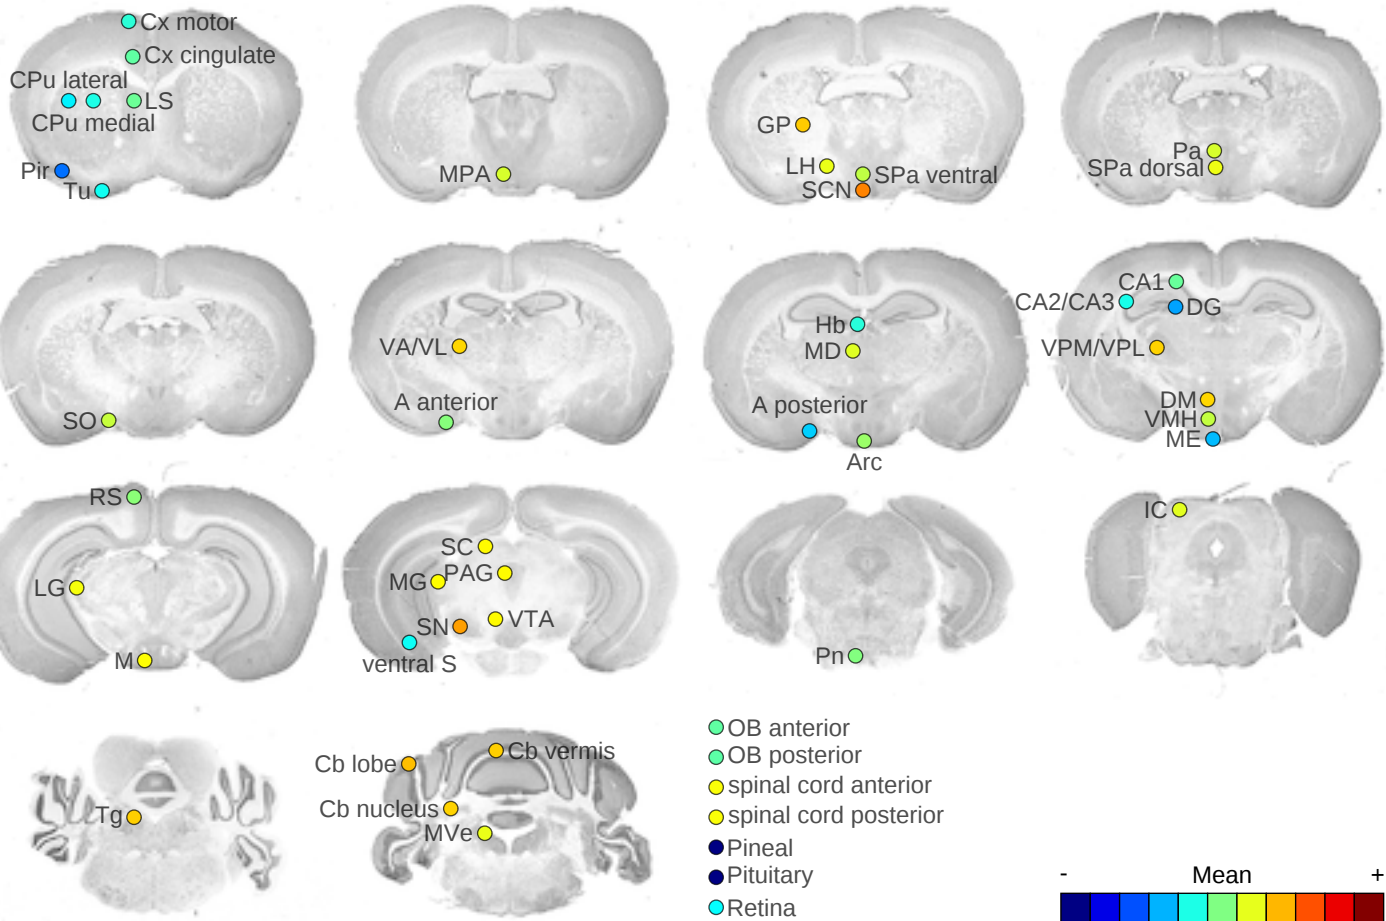 Cx motor
Cx cingulate
CPu lateral
LS
CPu medial
Pir
Tu
MPA
GP
LH
SPa ventral
SCN
Pa
SPa dorsal
SO
VA/VL
A anterior
Hb
MD
A posterior
Arc
CA1
CA2/CA3
DG
VPM/VPL
DM
VMH
ME
RS
LG
M
SC
MG
PAG
SN
VTA
ventral S
Pn
IC
Tg
Cb lobe
Cb vermis
Cb nucleus
MVe
OB anterior
OB posterior
spinal cord anterior
spinal cord posterior
Pineal
Pituitary
Retina
- Mean +